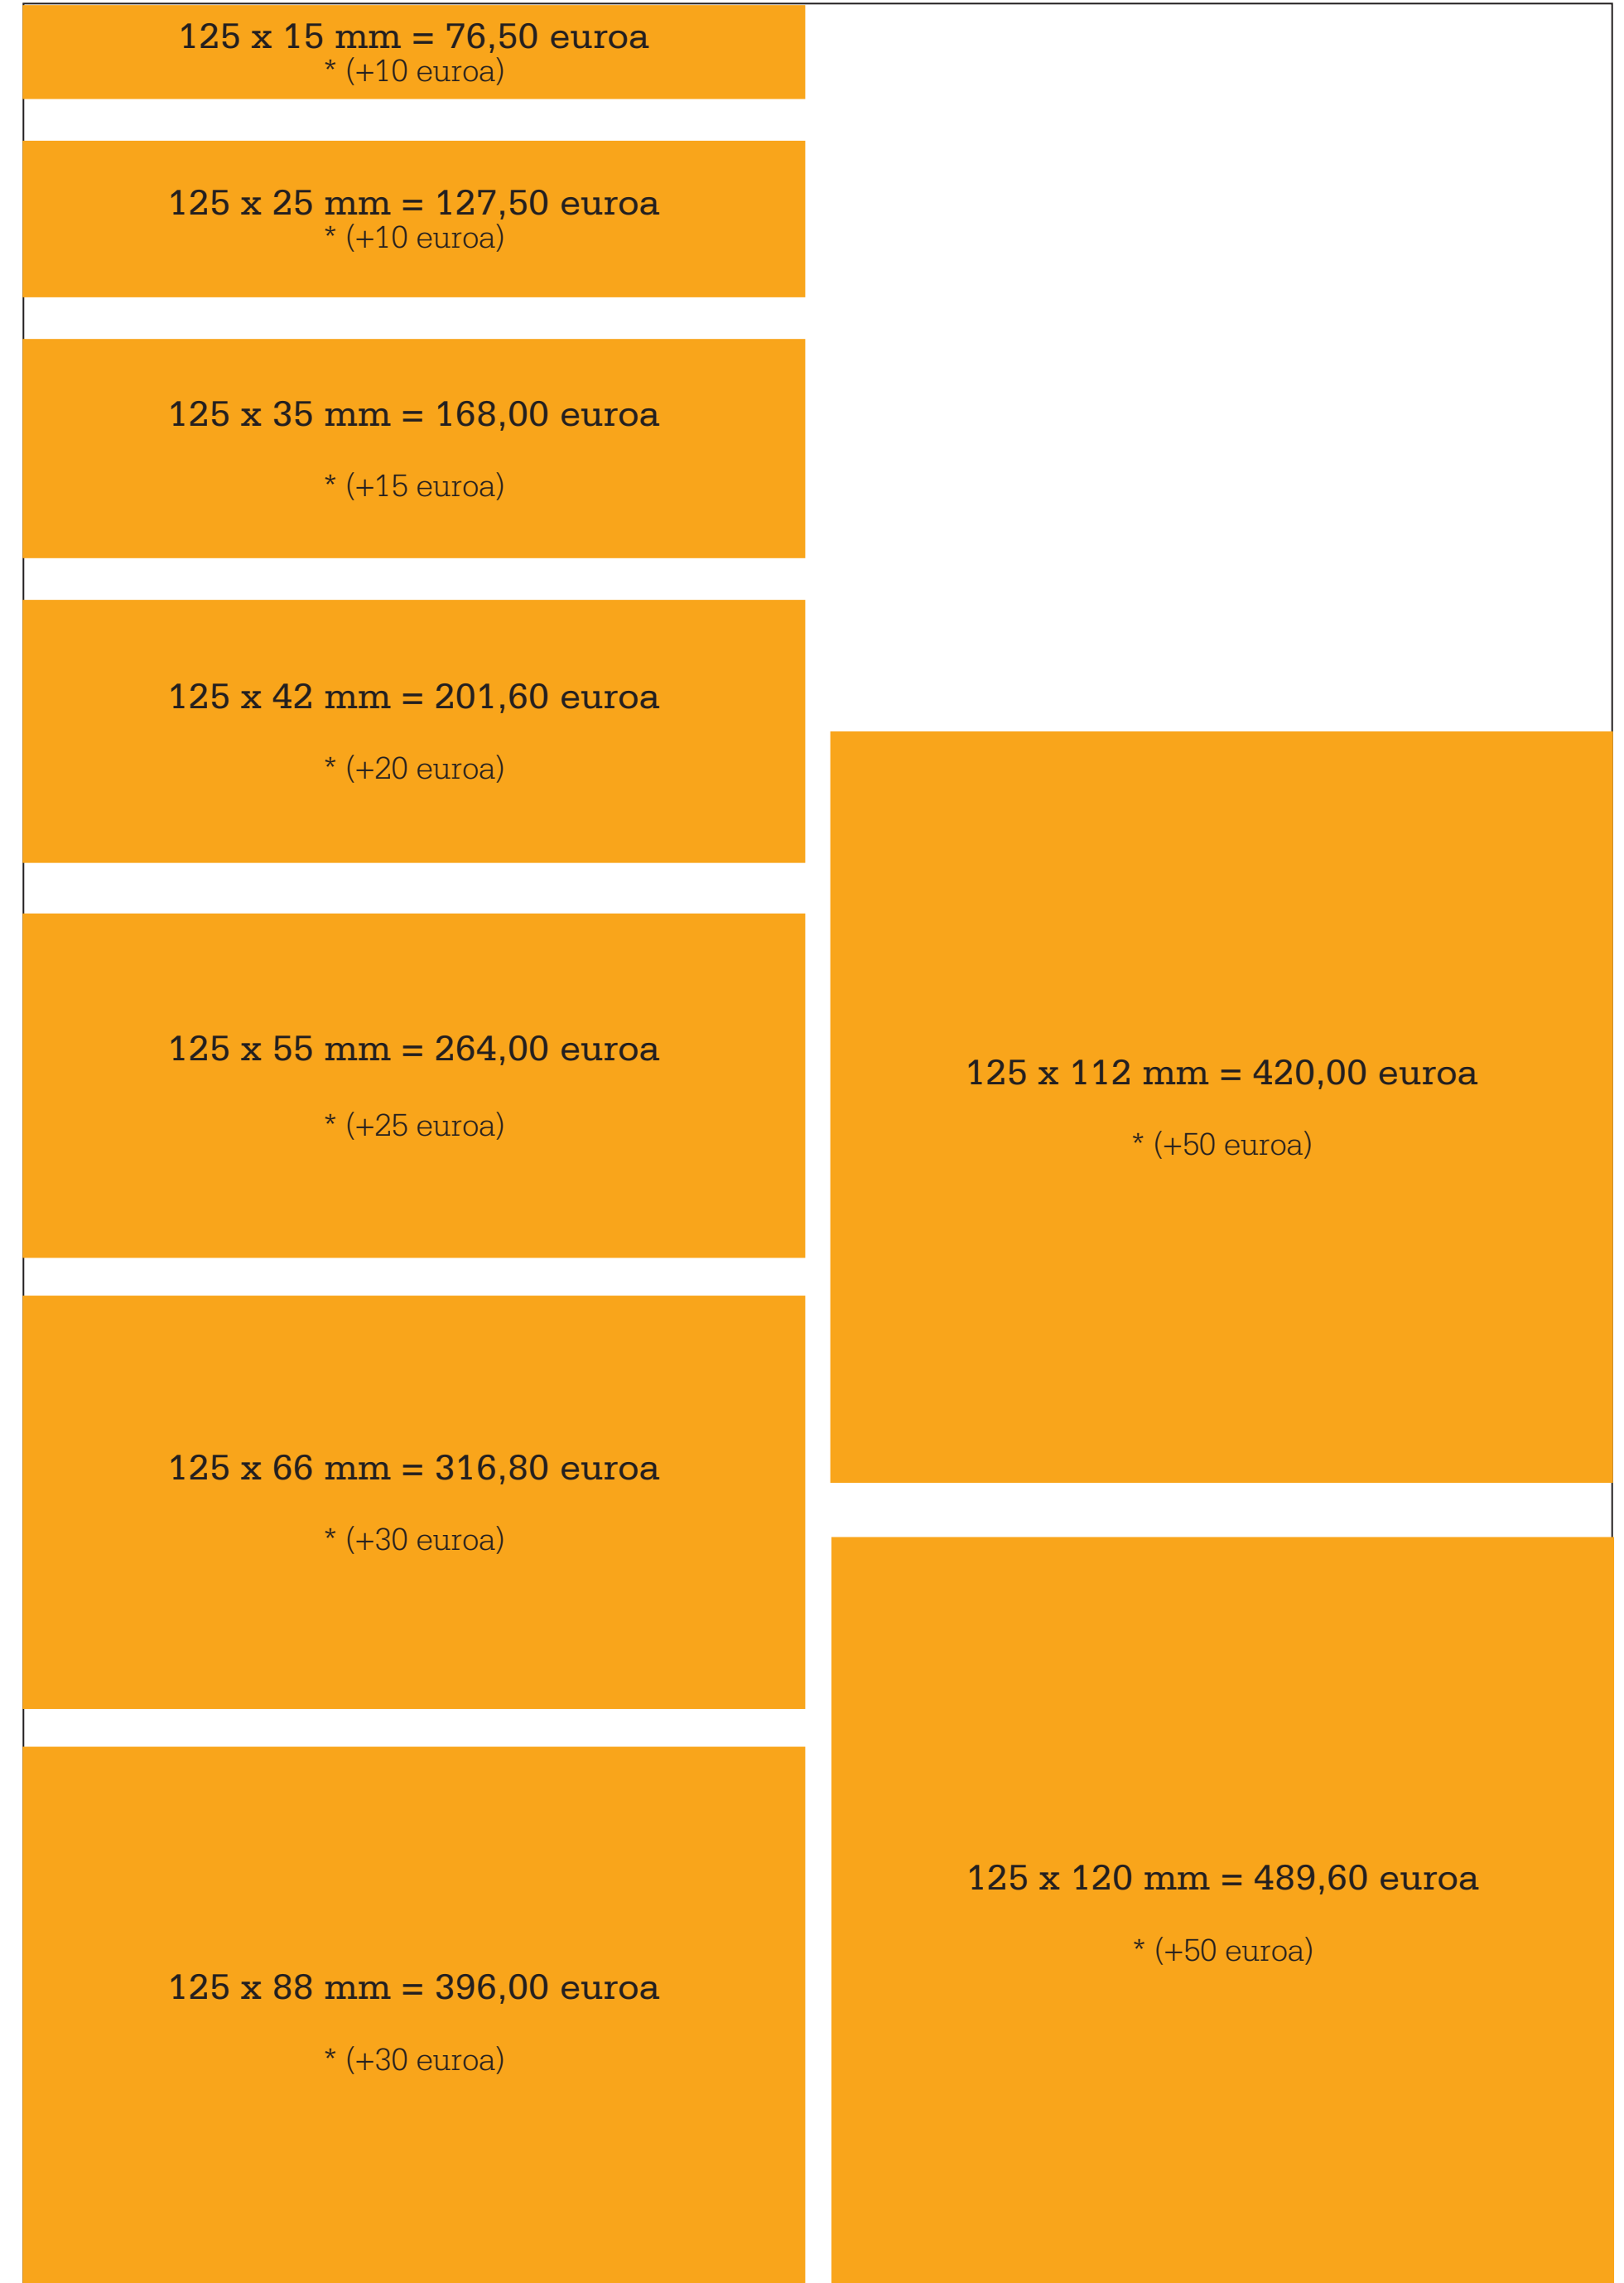 125 x 15 mm = 76,50 euroa
* (+10 euroa)
125 x 25 mm = 127,50 euroa
* (+10 euroa)
125 x 35 mm = 168,00 euroa
* (+15 euroa)
125 x 42 mm = 201,60 euroa
* (+20 euroa)
125 x 55 mm = 264,00 euroa
* (+25 euroa)
125 x 66 mm = 316,80 euroa
* (+30 euroa)
125 x 88 mm = 396,00 euroa
* (+30 euroa)
125 x 112 mm = 420,00 euroa
* (+50 euroa)
125 x 120 mm = 489,60 euroa
* (+50 euroa)